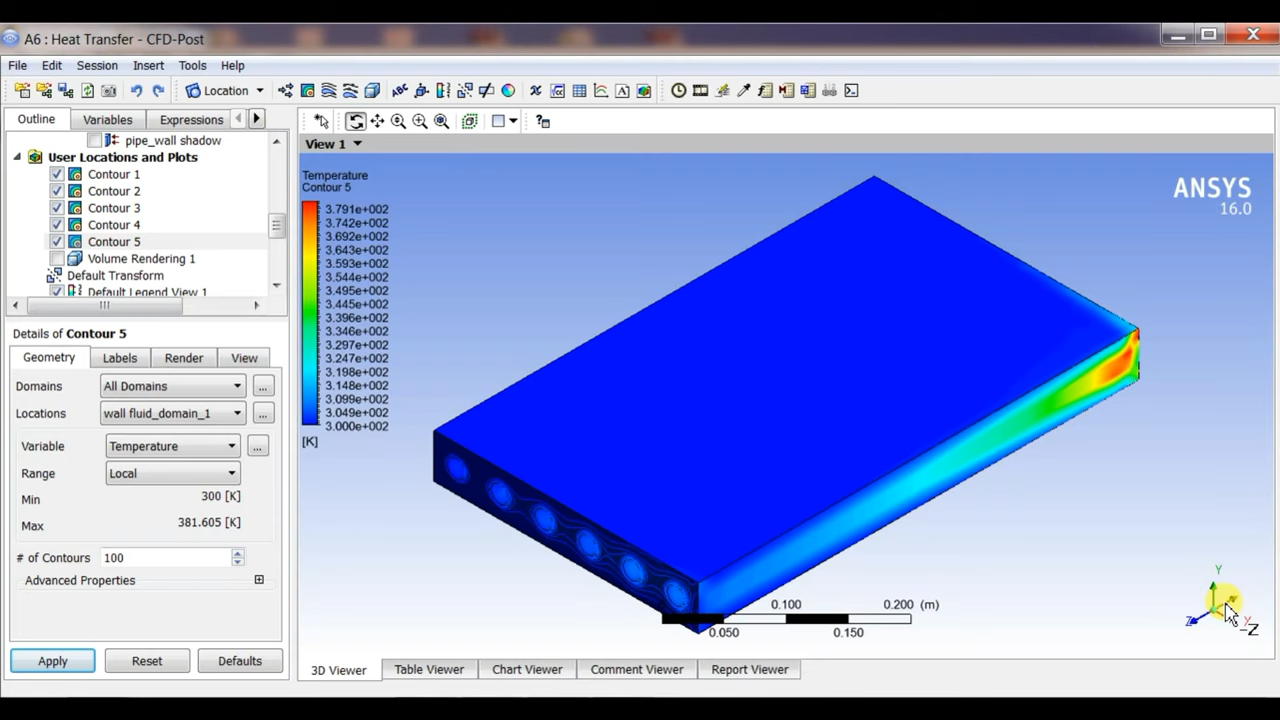 A6 : Heat Transfer - CFD-Post
File Edit Session Insert Tools Help
Location
Outline Variables Expressions
pipe_wall shadow
User Locations and Plots
Contour 1
Contour 2
Contour 3
Contour 4
Contour 5
Volume Rendering 1
Default Transform
Default Legend View 1
Details of Contour 5
Geometry Labels Render View
Domains All Domains ...
Locations wall fluid_domain_1 ...
Variable Temperature ...
Range Local
Min 300 [K]
Max 381.605 [K]
# of Contours 100
Advanced Properties
Apply Reset Defaults
View 1
Temperature
Contour 5
3.791e+002
3.742e+002
3.692e+002
3.643e+002
3.593e+002
3.544e+002
3.495e+002
3.445e+002
3.396e+002
3.346e+002
3.297e+002
3.247e+002
3.198e+002
3.148e+002
3.099e+002
3.049e+002
3.000e+002
[K]
ANSYS
16.0
0.100 0.200 (m)
0.050 0.150
Y
Z
-Z
3D Viewer Table Viewer Chart Viewer Comment Viewer Report Viewer